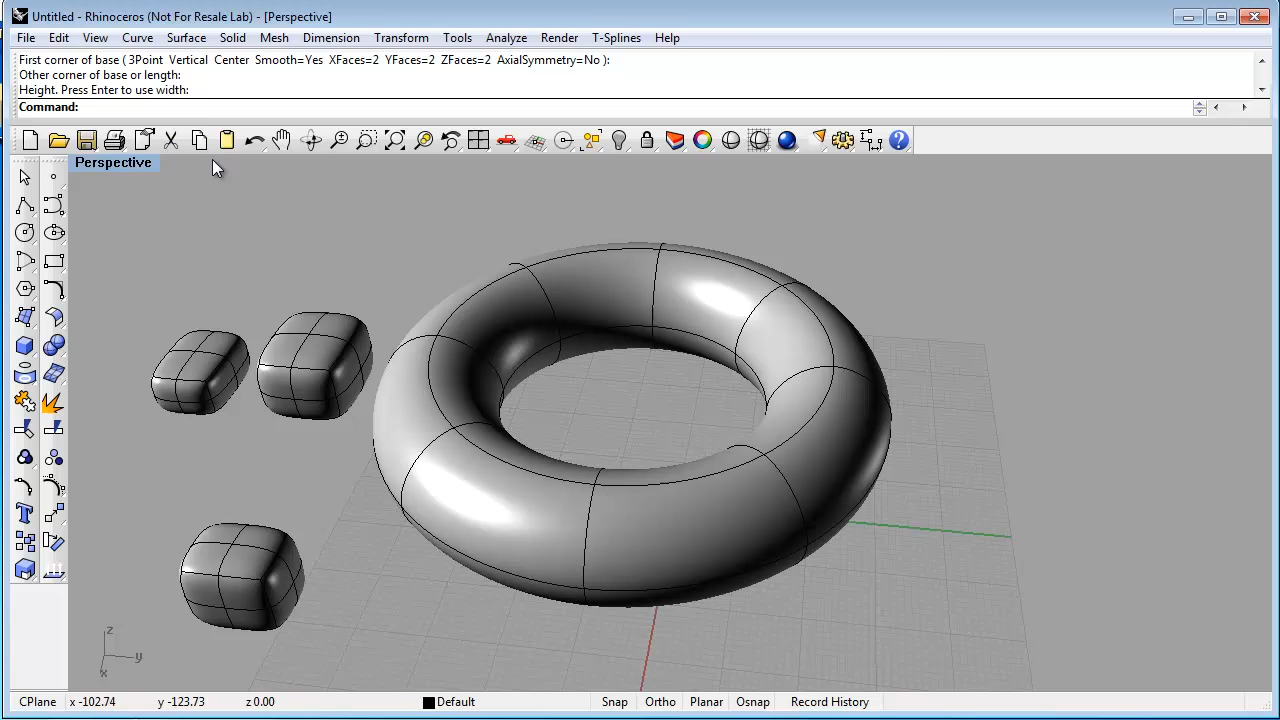 Untitled - Rhinoceros (Not For Resale Lab) - [Perspective]
File Edit View Curve Surface Solid Mesh Dimension Transform Tools Analyze Render T-Splines Help
First corner of base ( 3Point Vertical Center Smooth=Yes XFaces=2 YFaces=2 ZFaces=2 AxialSymmetry=No ):
Other corner of base or length:
Height. Press Enter to use width:
Command:
Perspective
z
y
x
CPlane x -102.74 y -123.73 z 0.00 Default Snap Ortho Planar Osnap Record History